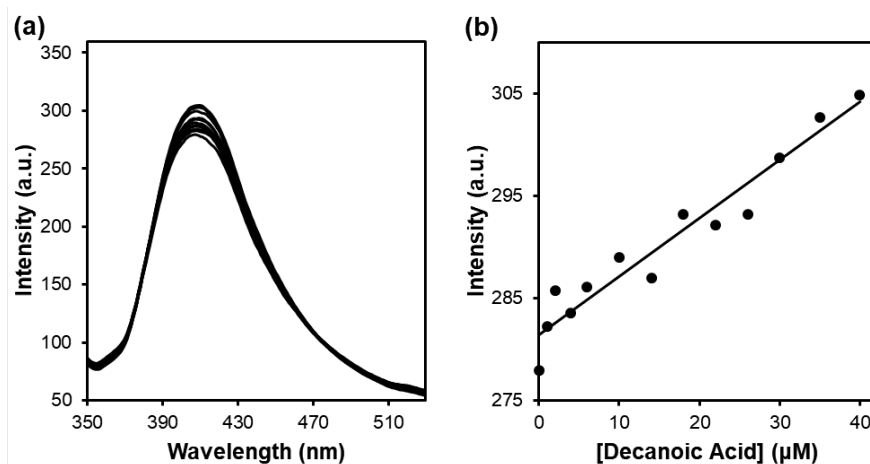 (a)
350
300
250
200
150
100
50
350 390 430 470 510
Intensity (a.u.)
Wavelength (nm)
(b)
305
295
285
275
0 10 20 30 40
Intensity (a.u.)
[Decanoic Acid] (µM)